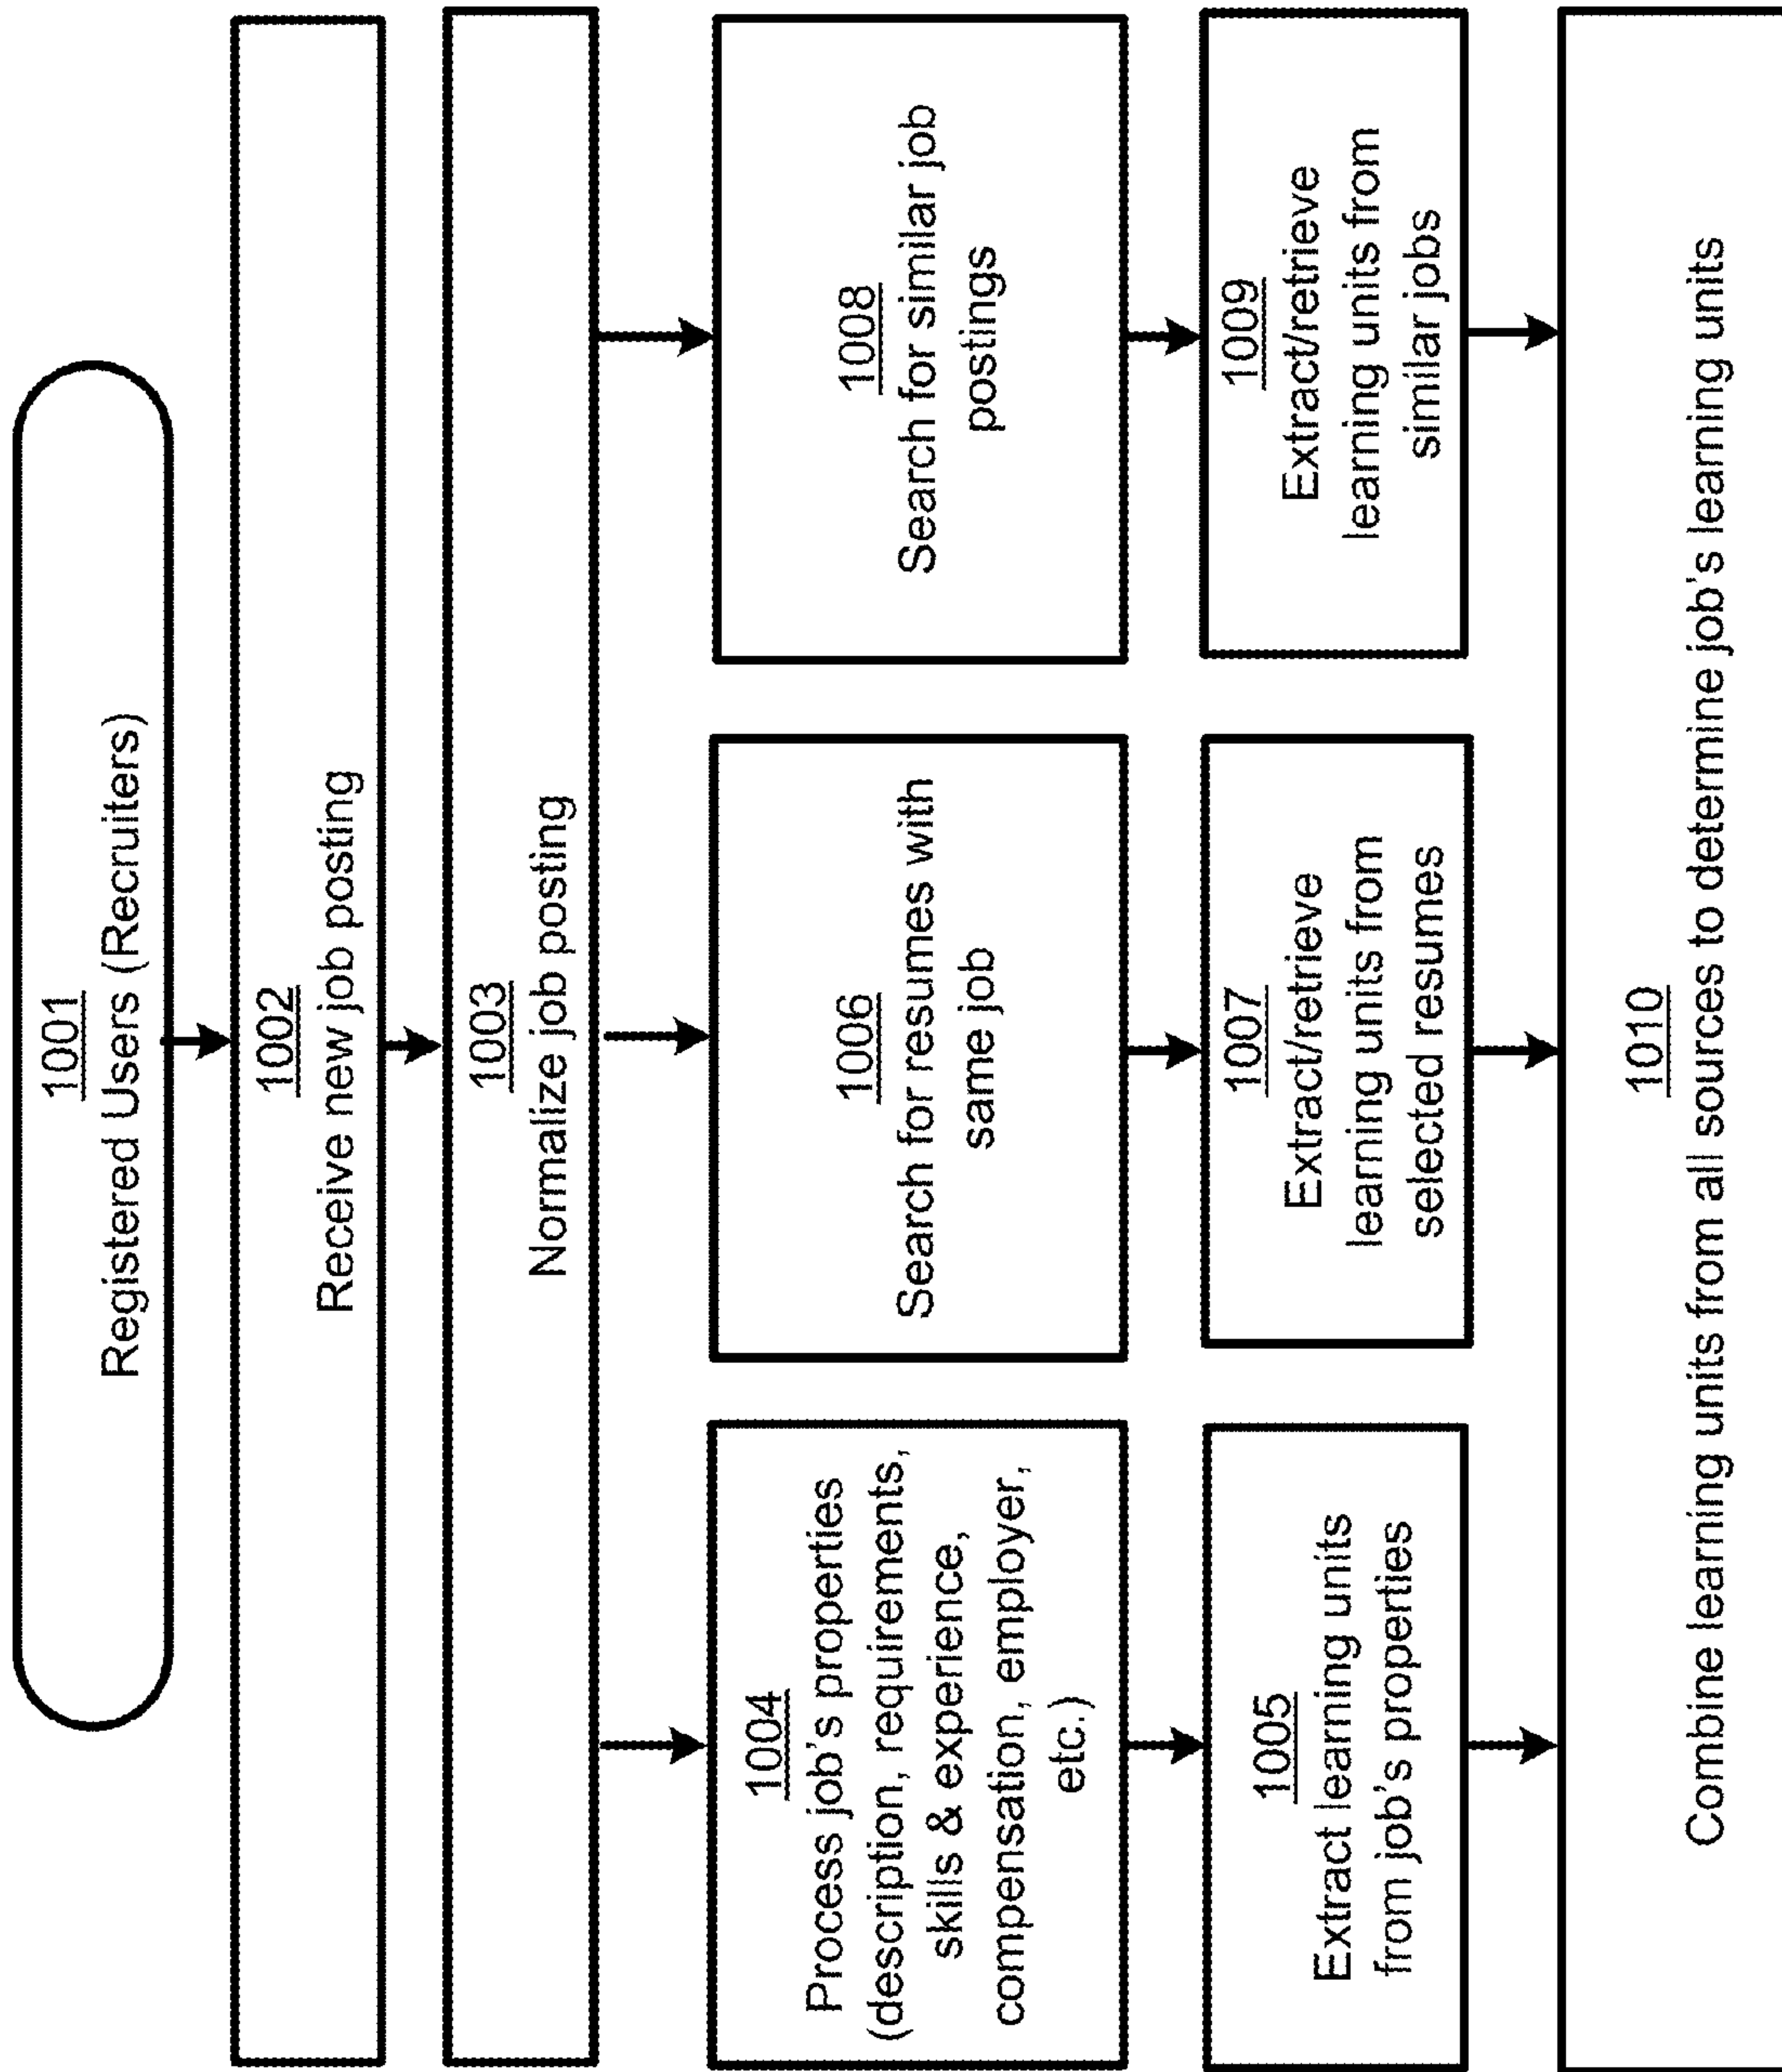 1001
Registered Users (Recruiters)
1002
Receive new job posting
1003
Normalize job posting
1004
Process job's properties
(description, requirements,
skills & experience,
compensation, employer,
etc.)
1005
Extract learning units
from job's properties
1006
Search for resumes with
same job
1007
Extract/retrieve
learning units from
selected resumes
1008
Search for similar job
postings
1009
Extract/retrieve
learning units from
similar jobs
1010
Combine learning units from all sources to determine job's learning units